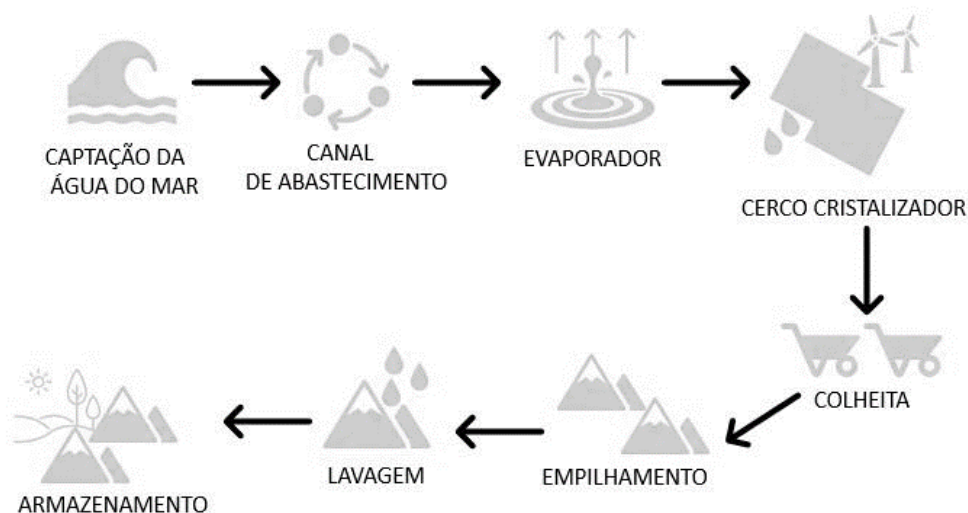 CAPTAÇÃO DA
ÁGUA DO MAR
CANAL
DE ABASTECIMENTO
EVAPORADOR
CERCO CRISTALIZADOR
COLHEITA
EMPILHAMENTO
LAVAGEM
ARMAZENAMENTO